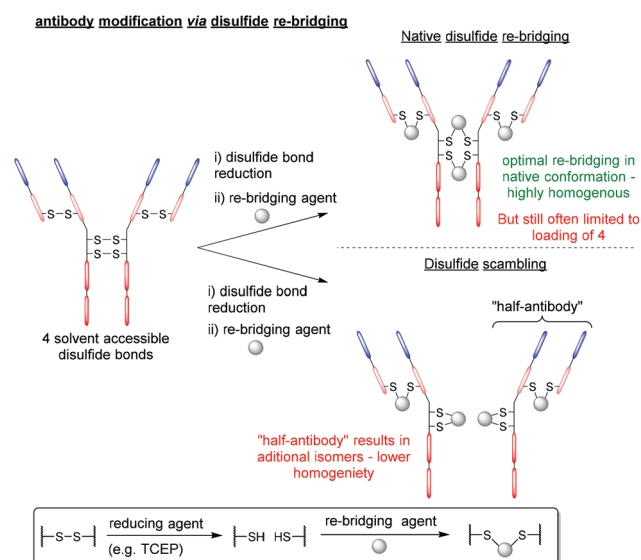 antibody modification via disulfide re-bridging
Native disulfide re-bridging
S S
S S
S S
S S
optimal re-bridging in
native conformation -
highly homogenous
But still often limited to
loading of 4
i) disulfide bond
reduction
ii) re-bridging agent
S-S
S-S
S-S
S-S
4 solvent accessible
disulfide bonds
i) disulfide bond
reduction
ii) re-bridging agent
Disulfide scambling
"half-antibody"
S S
S S
S
S
S
S
"half-antibody" results in
aditional isomers - lower
homogeniety
S-S
reducing agent
(e.g. TCEP)
SH HS
re-bridging agent
S S